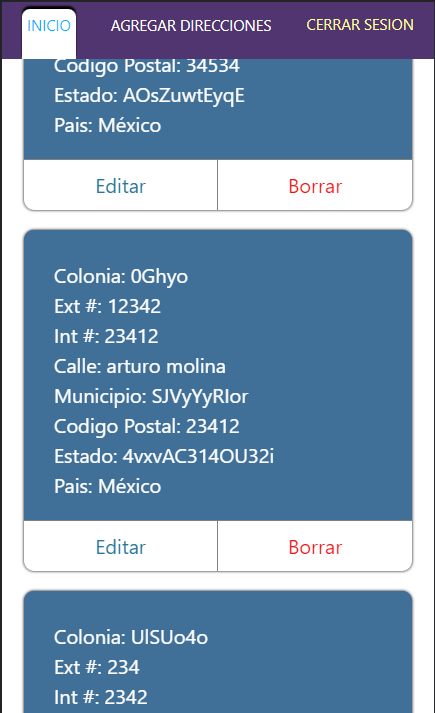 INICIO AGREGAR DIRECCIONES CERRAR SESION
Codigo Postal: 34534
Estado: AOsZuwtEyqE
Pais: México
Editar Borrar
Colonia: 0Ghyo
Ext #: 12342
Int #: 23412
Calle: arturo molina
Municipio: SJVyYyRIor
Codigo Postal: 23412
Estado: 4vxvAC314OU32i
Pais: México
Editar Borrar
Colonia: UlSUo4o
Ext #: 234
Int #: 2342